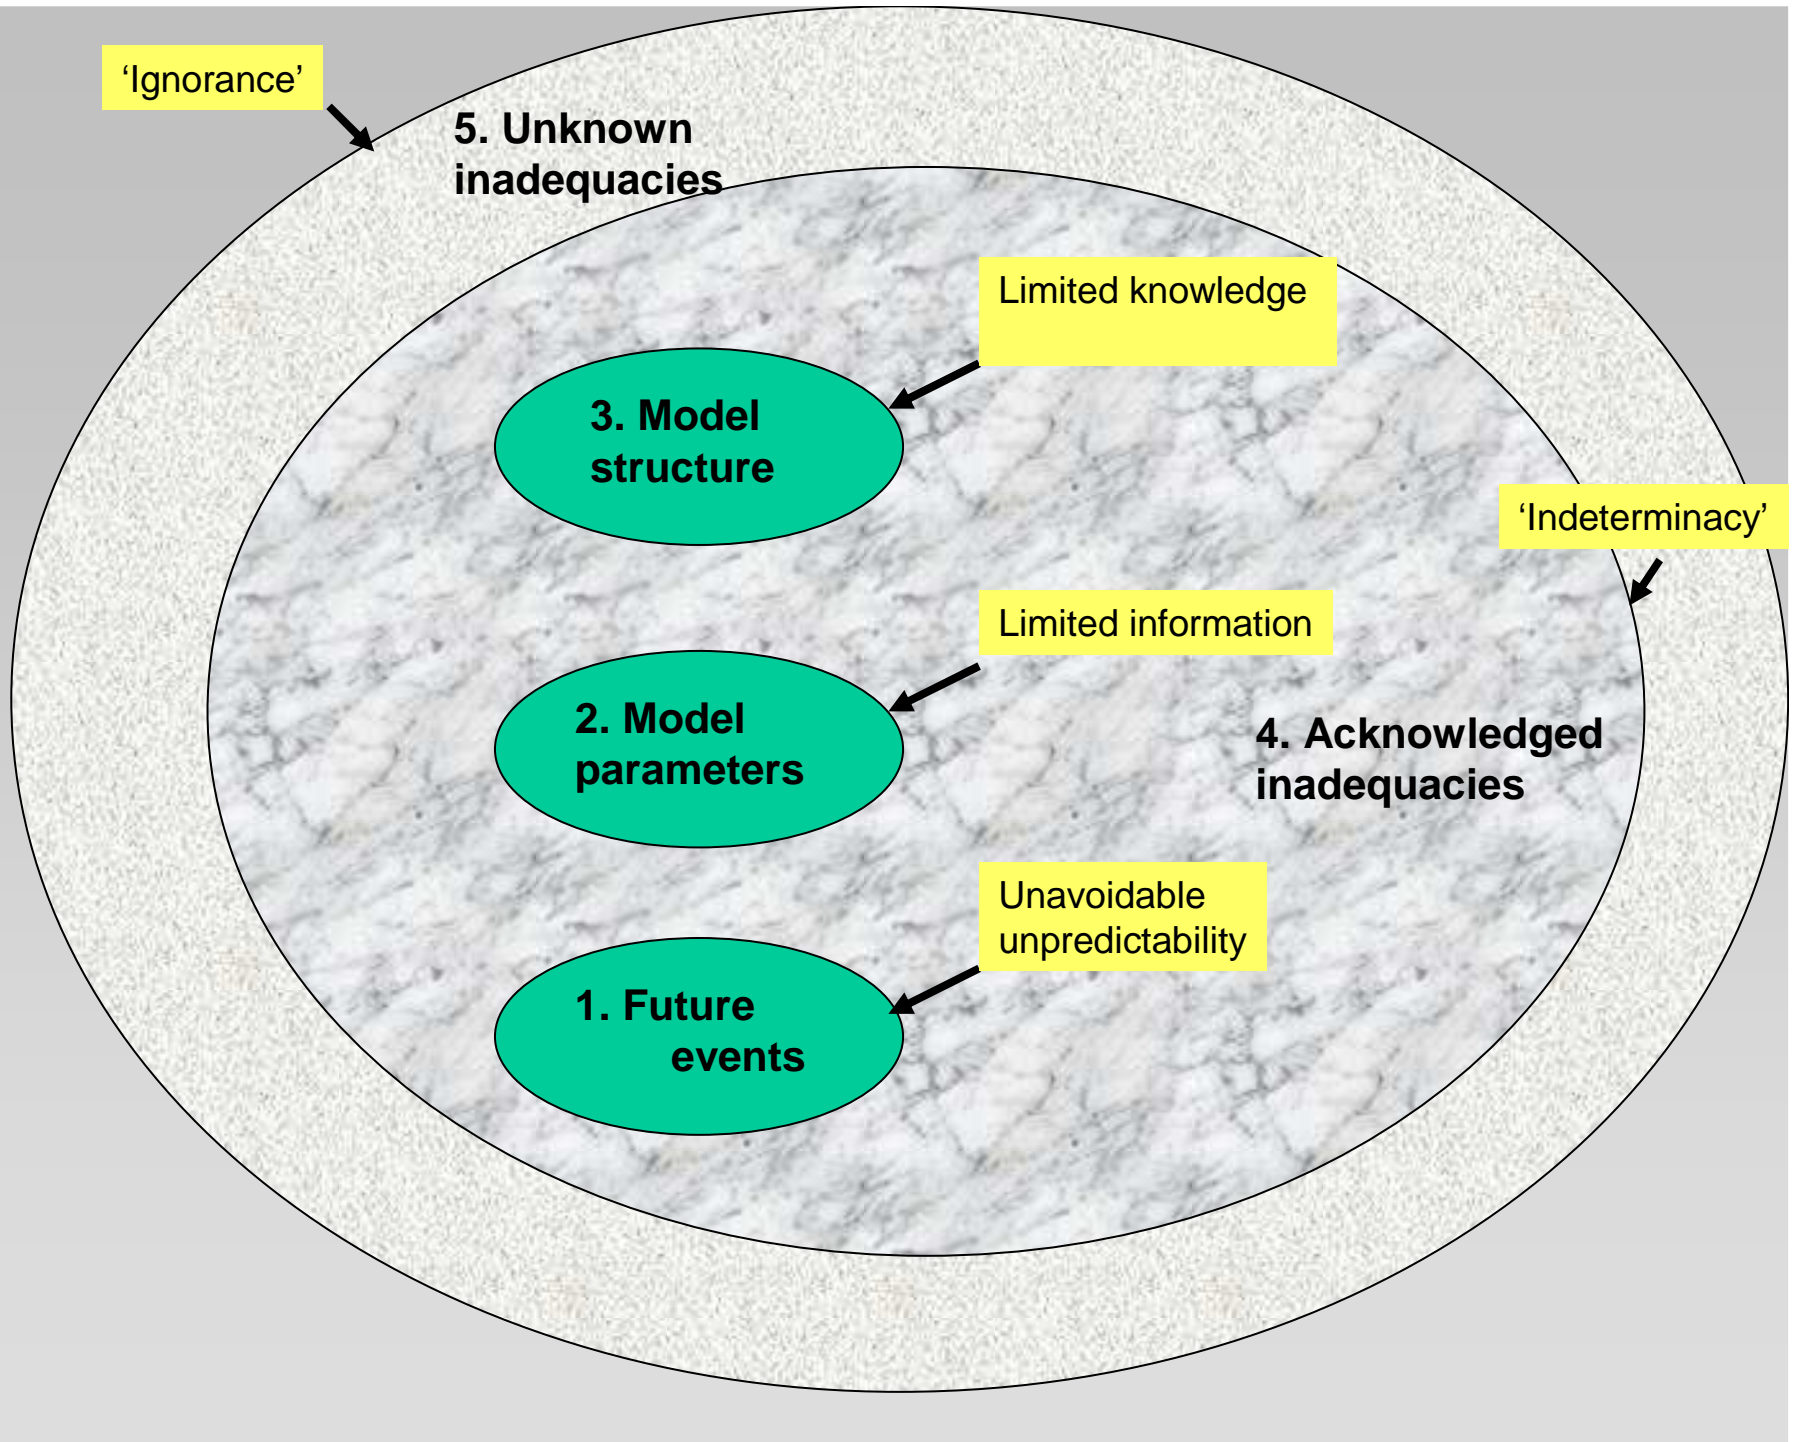 ‘Ignorance’
5. Unknown
inadequacies
Limited knowledge
3. Model
structure
‘Indeterminacy’
Limited information
2. Model
parameters
4. Acknowledged
inadequacies
Unavoidable
unpredictability
1. Future
events